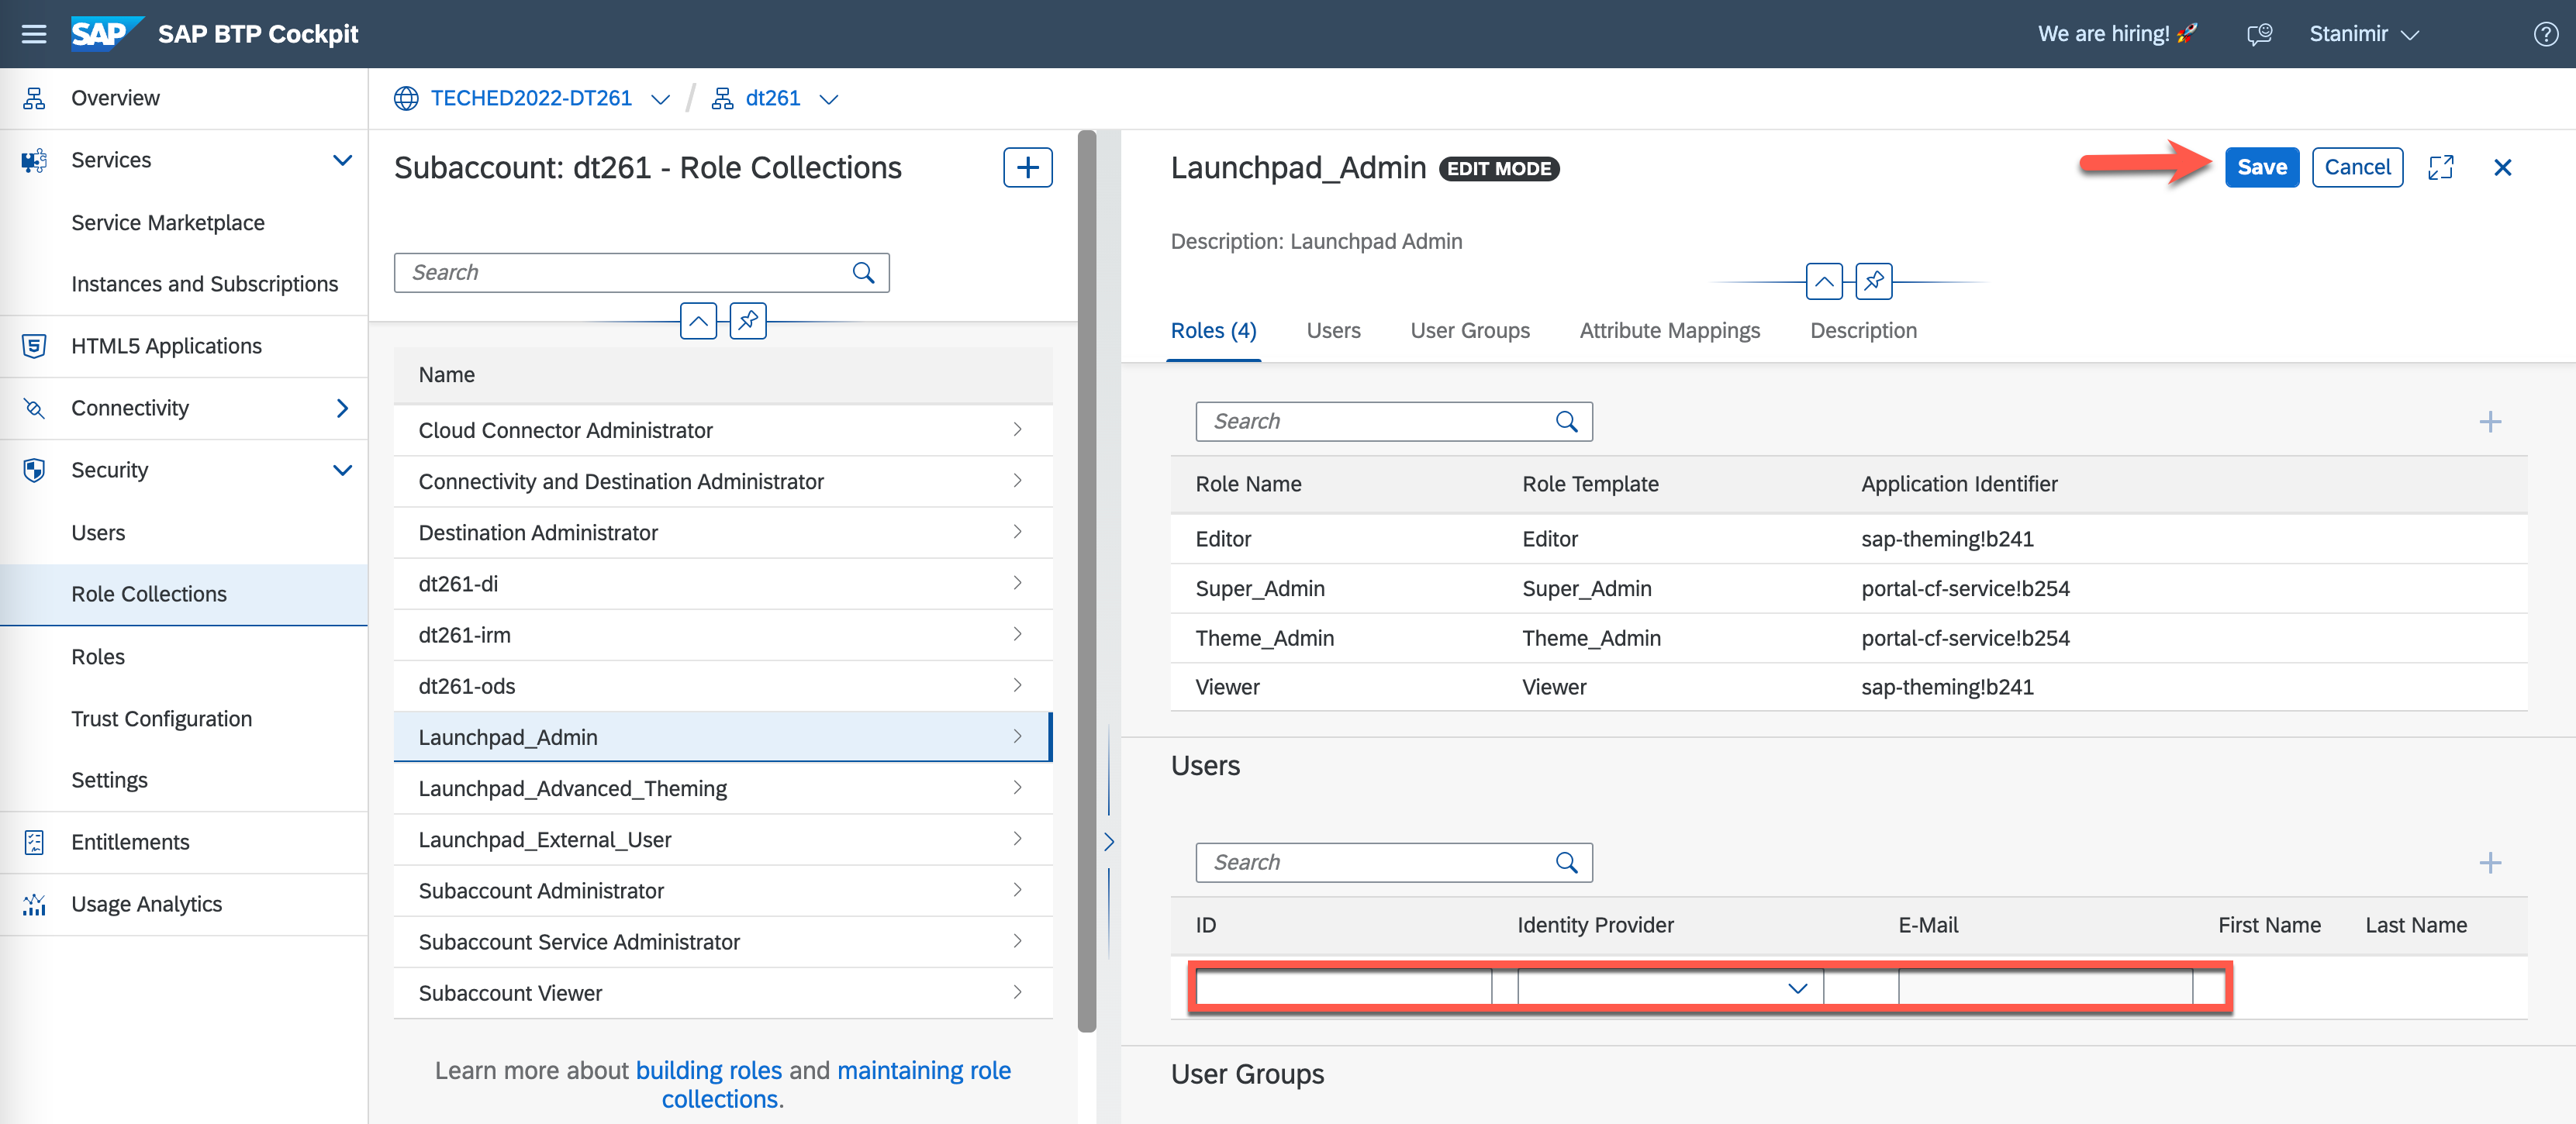 SAP SAP BTP Cockpit
We are hiring! 🚀
Stanimir
Overview
Services
Service Marketplace
Instances and Subscriptions
HTML5 Applications
Connectivity
Security
Users
Role Collections
Roles
Trust Configuration
Settings
Entitlements
Usage Analytics
TECHED2022-DT261 / dt261
Subaccount: dt261 - Role Collections
Search
Name
Cloud Connector Administrator
Connectivity and Destination Administrator
Destination Administrator
dt261-di
dt261-irm
dt261-ods
Launchpad_Admin
Launchpad_Advanced_Theming
Launchpad_External_User
Subaccount Administrator
Subaccount Service Administrator
Subaccount Viewer
Learn more about building roles and maintaining role
collections.
Launchpad_Admin EDIT MODE
Save Cancel
Description: Launchpad Admin
Roles (4) Users User Groups Attribute Mappings Description
Search
Role Name Role Template Application Identifier
Editor Editor sap-theming!b241
Super_Admin Super_Admin portal-cf-service!b254
Theme_Admin Theme_Admin portal-cf-service!b254
Viewer Viewer sap-theming!b241
Users
Search
ID Identity Provider E-Mail First Name Last Name
User Groups